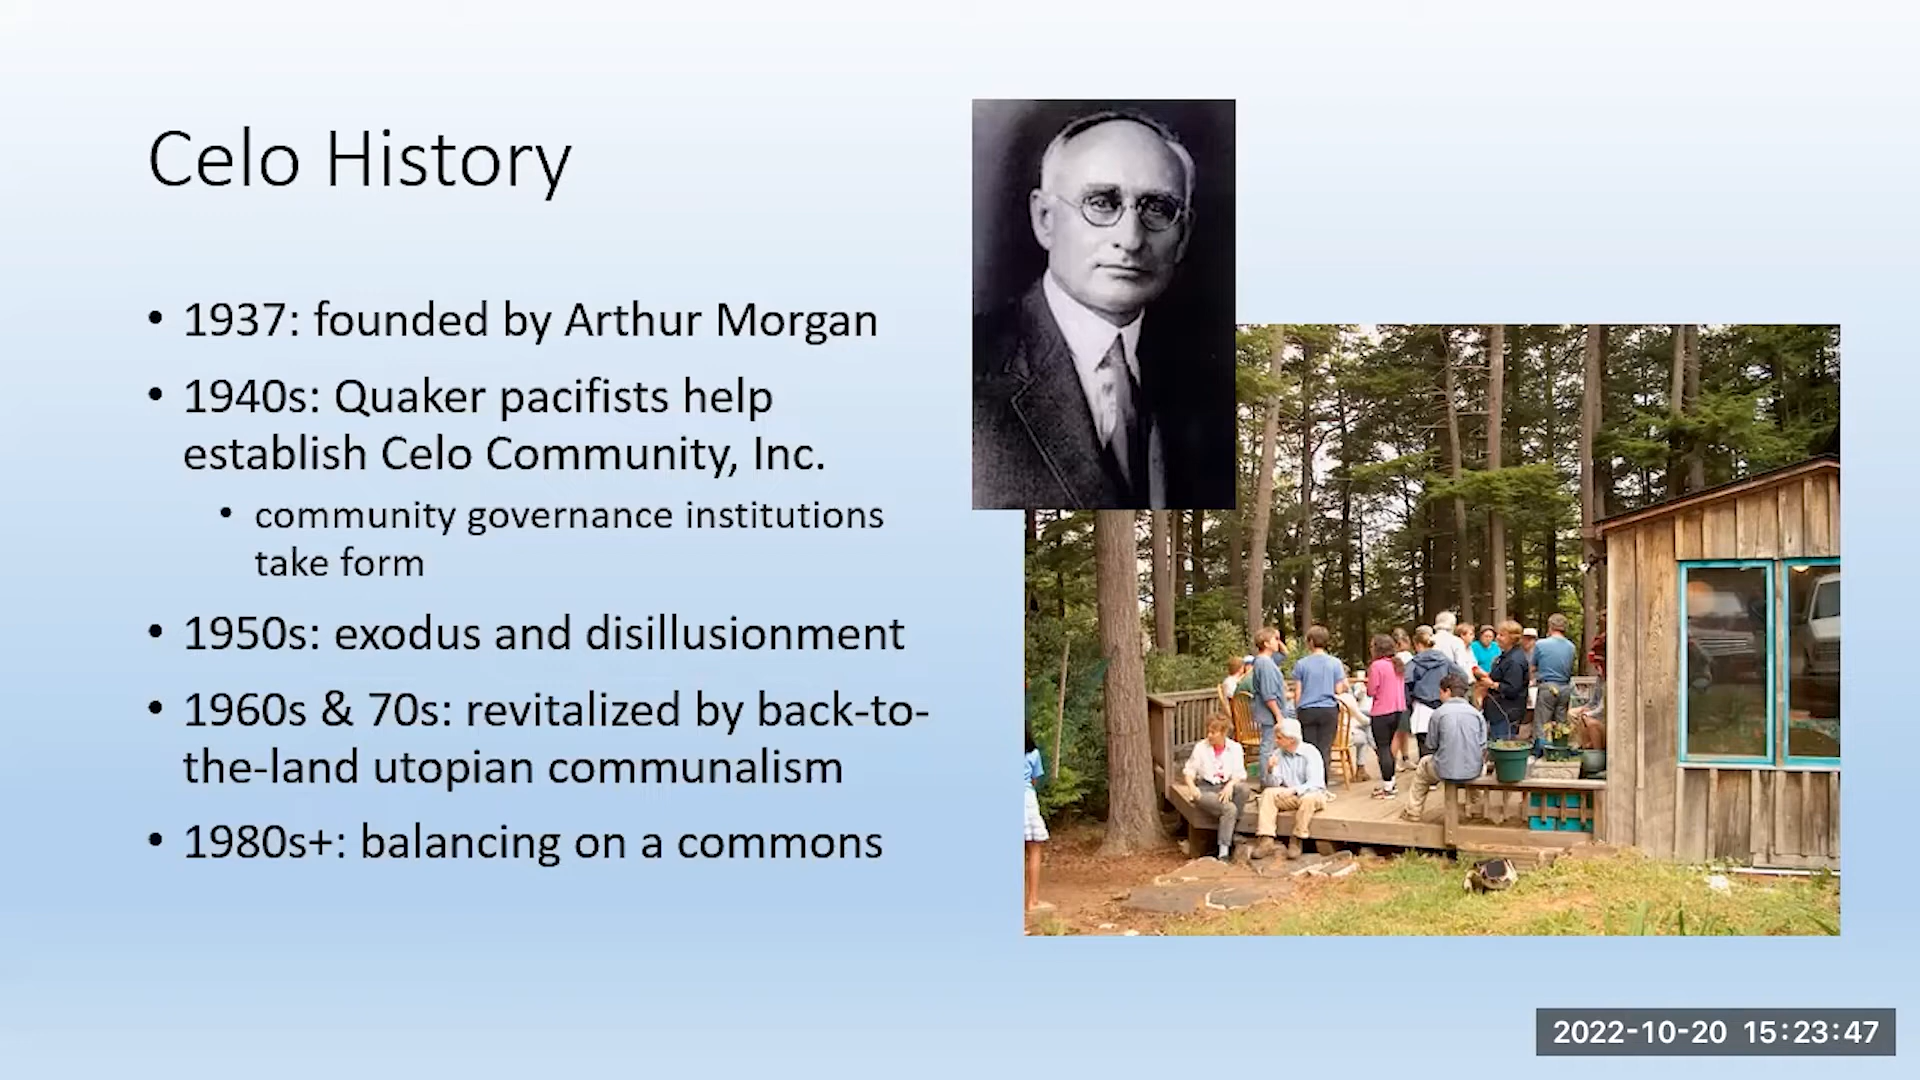 Celo History
• 1937: founded by Arthur Morgan
• 1940s: Quaker pacifists help
establish Celo Community, Inc.
• community governance institutions
take form
• 1950s: exodus and disillusionment
• 1960s & 70s: revitalized by back-to-
the-land utopian communalism
• 1980s+: balancing on a commons
2022-10-20 15:23:47